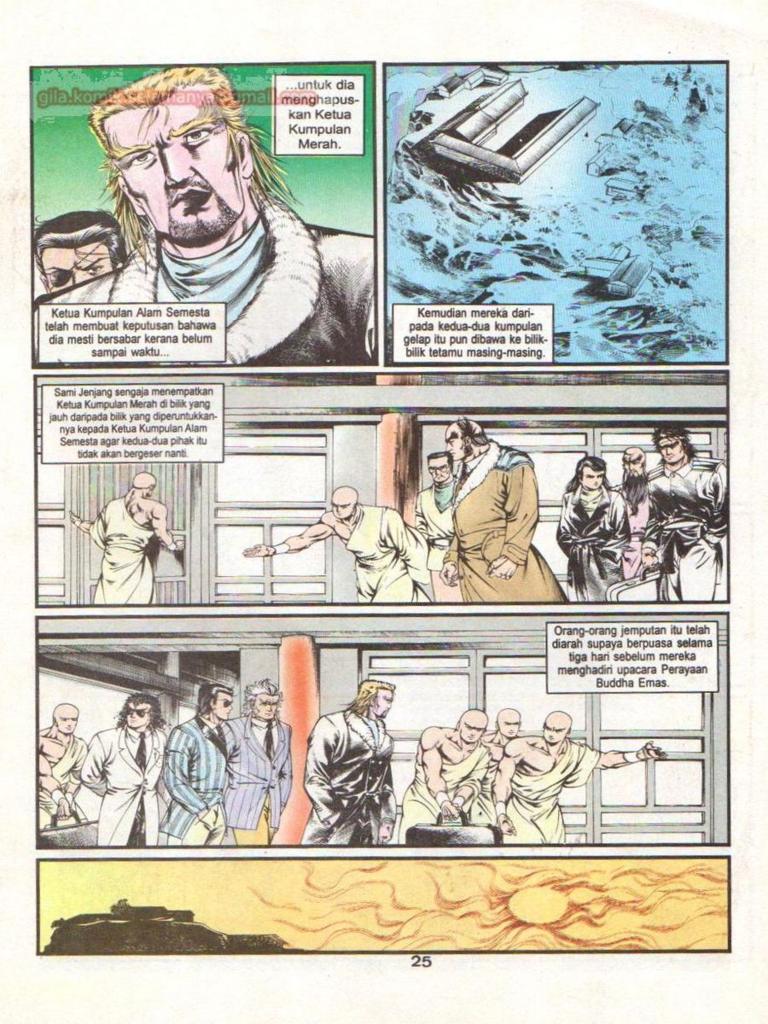 Ketua Kumpulan Alam Semesta
telah membuat keputusan bahawa
dia mesti bersabar kerana belum
sampai waktu...
...untuk dia
menghapus-
kan Ketua
Kumpulan
Merah.
Kemudian mereka dari-
pada kedua-dua kumpulan
gelap itu pun dibawa ke bilik-
bilik tetamu masing-masing.
Sami Jenjang sengaja menempatkan
Ketua Kumpulan Merah di bilik yang
jauh daripada bilik yang diperuntukkan-
nya kepada Ketua Kumpulan Alam
Semesta agar kedua-dua pihak itu
tidak akan bergeser nanti.
Orang-orang jemputan itu telah
diarah supaya berpuasa selama
tiga hari sebelum mereka
menghadiri upacara Perayaan
Buddha Emas.
25